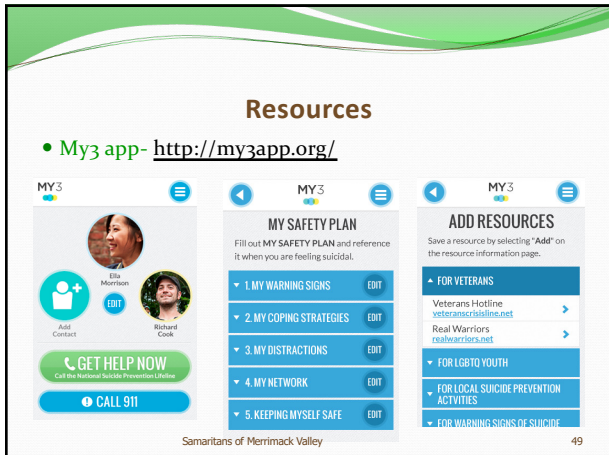 Resources
• My3 app- http://my3app.org/
MY3
Ella
Morrison
EDIT
Add
Contact
Richard
Cook
GET HELP NOW
Call the National Suicide Prevention Lifeline
CALL 911
MY3
MY SAFETY PLAN
Fill out MY SAFETY PLAN and reference
it when you are feeling suicidal.
1. MY WARNING SIGNS EDIT
2. MY COPING STRATEGIES EDIT
3. MY DISTRACTIONS EDIT
4. MY NETWORK EDIT
5. KEEPING MYSELF SAFE EDIT
MY3
ADD RESOURCES
Save a resource by selecting "Add" on
the resource information page.
FOR VETERANS
Veterans Hotline
veteranscrisisline.net
Real Warriors
realwarriors.net
FOR LGBTQ YOUTH
FOR LOCAL SUICIDE PREVENTION
ACTVITIES
FOR WARNING SIGNS OF SUICIDE
Samaritans of Merrimack Valley 49